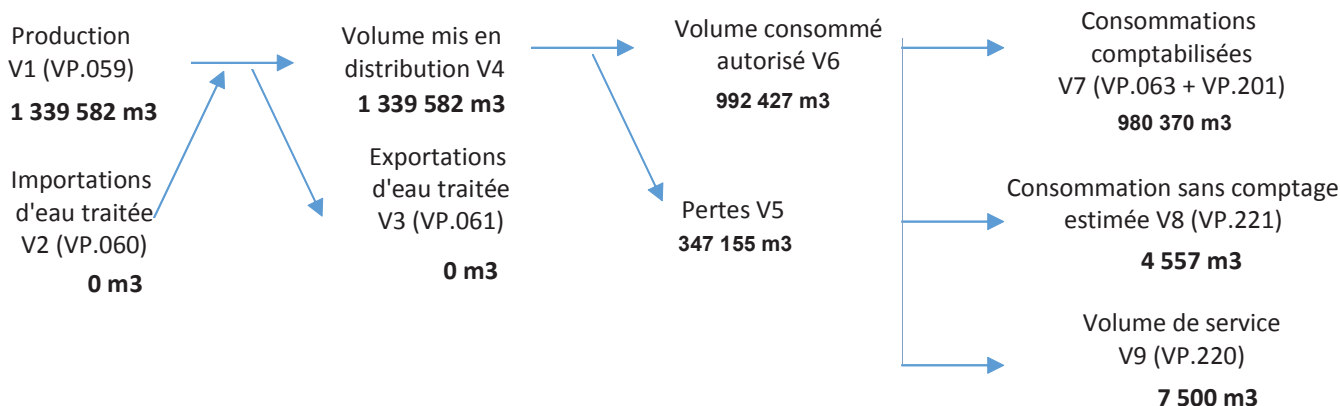 Production
V1 (VP.059)
1 339 582 m3
Importations
d'eau traitée
V2 (VP.060)
0 m3
Volume mis en
distribution V4
1 339 582 m3
Exportations
d'eau traitée
V3 (VP.061)
0 m3
Volume consommé
autorisé V6
992 427 m3
Pertes V5
347 155 m3
Consommations
comptabilisées
V7 (VP.063 + VP.201)
980 370 m3
Consommation sans comptage
estimée V8 (VP.221)
4 557 m3
Volume de service
V9 (VP.220)
7 500 m3